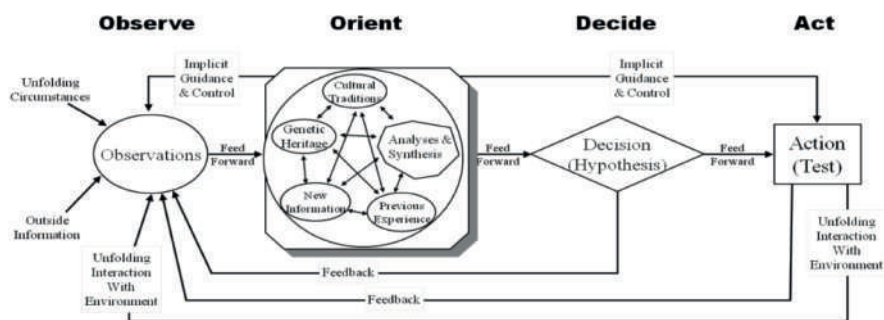 Observe
Orient
Decide
Act
Implicit
Guidance
& Control
Implicit
Guidance
& Control
Unfolding
Circumstances
Cultural
Traditions
Genetic
Heritage
Analyses &
Synthesis
New
Information
Previous
Experience
Observations
Feed
Forward
Feed
Forward
Decision
(Hypothesis)
Feed
Forward
Action
(Test)
Outside
Information
Unfolding
Interaction
With
Environment
Feedback
Feedback
Unfolding
Interaction
With
Environment